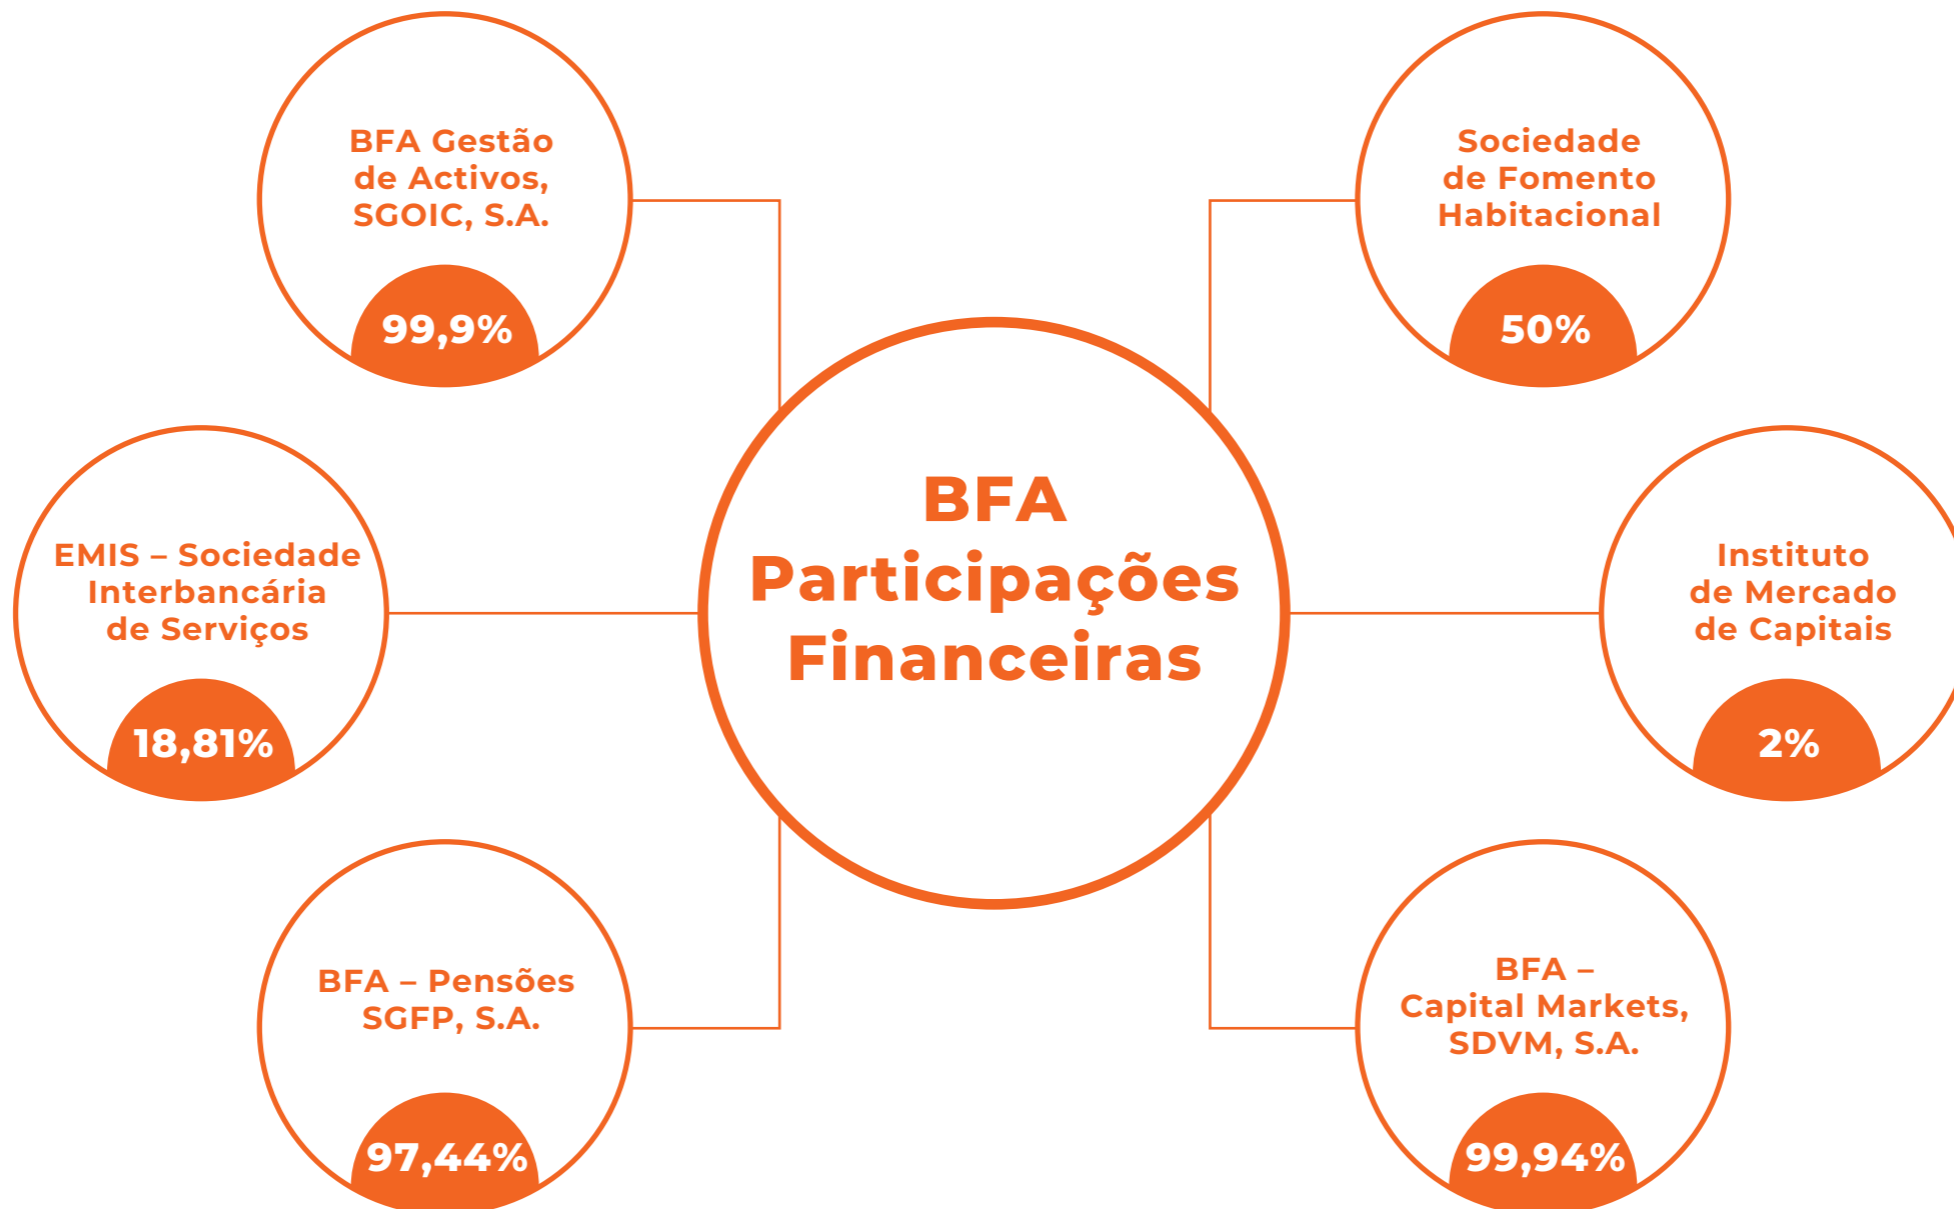 BFA Gestão
de Activos,
SGOIC, S.A.
99,9%
Sociedade
de Fomento
Habitacional
50%
EMIS – Sociedade
Interbancária
de Serviços
18,81%
BFA
Participações
Financeiras
Instituto
de Mercado
de Capitais
2%
BFA – Pensões
SGFP, S.A.
97,44%
BFA –
Capital Markets,
SDVM, S.A.
99,94%